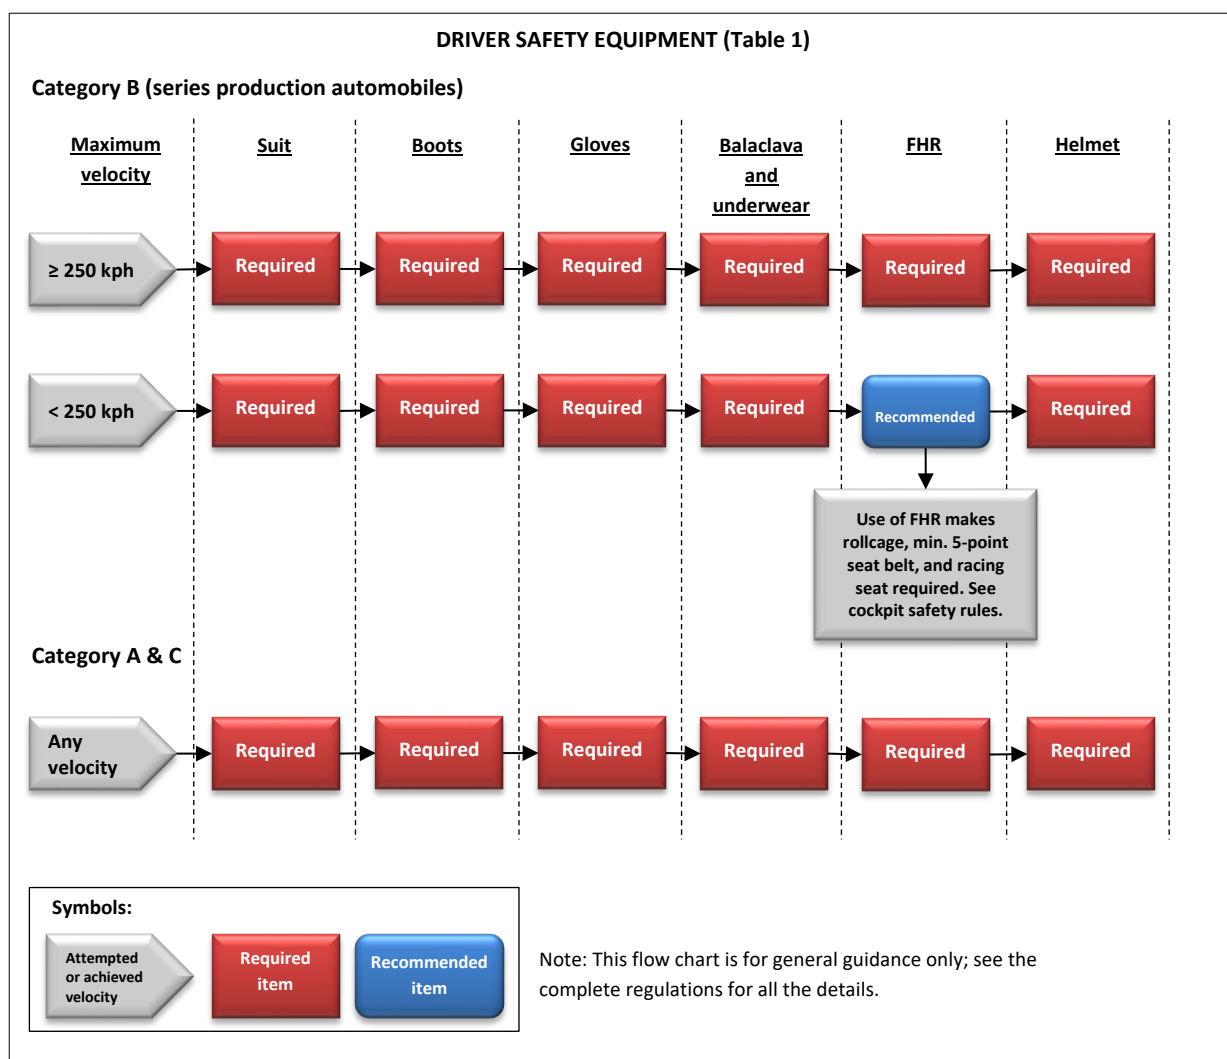 DRIVER SAFETY EQUIPMENT (Table 1)
Category B (series production automobiles)
Maximum
velocity
Suit
Boots
Gloves
Balaclava
and
underwear
FHR
Helmet
≥ 250 kph
Required
Required
Required
Required
Required
Required
< 250 kph
Required
Required
Required
Required
Recommended
Required
Use of FHR makes
rollcage, min. 5-point
seat belt, and racing
seat required. See
cockpit safety rules.
Category A & C
Any
velocity
Required
Required
Required
Required
Required
Required
Symbols:
Attempted
or achieved
velocity
Required
item
Recommended
item
Note: This flow chart is for general guidance only; see the
complete regulations for all the details.